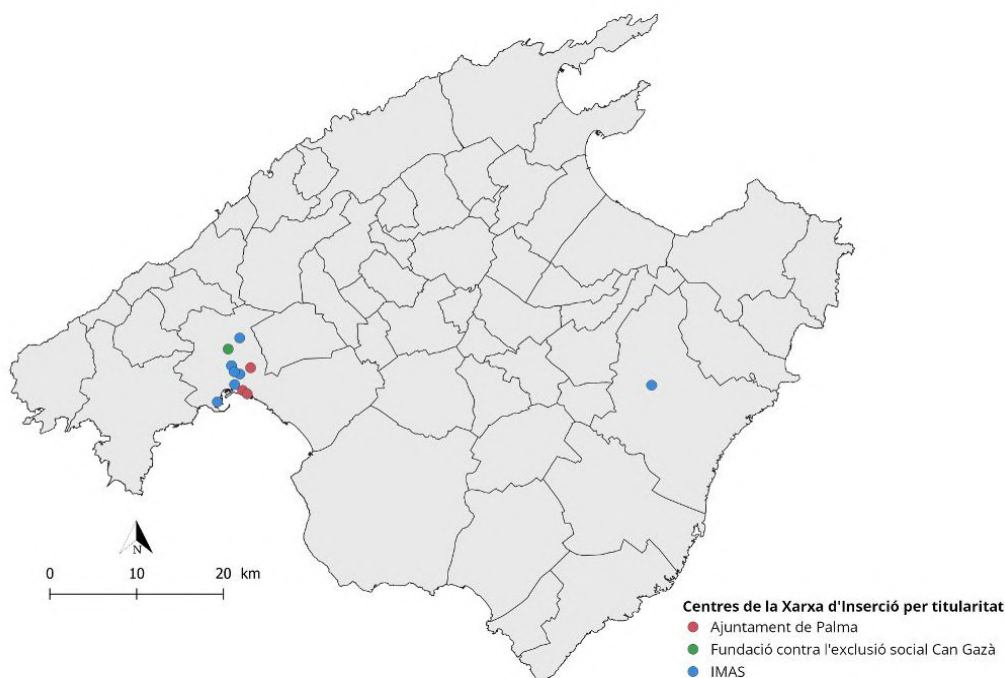 N
0 10 20 km
Centres de la Xarxa d'Inserció per titularitat
Ajuntament de Palma
Fundació contra l'exclusió social Can Gazà
IMAS